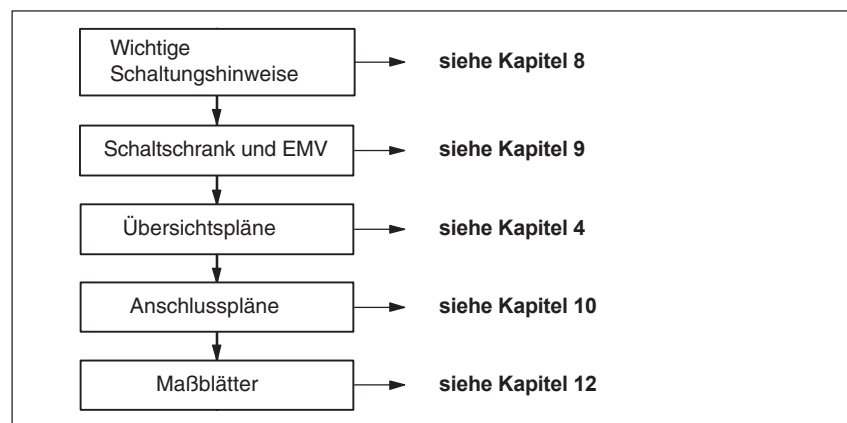 Wichtige
Schaltungshinweise
siehe Kapitel 8
Schaltschrank und EMV
siehe Kapitel 9
Übersichtspläne
siehe Kapitel 4
Anschlusspläne
siehe Kapitel 10
Maßblätter
siehe Kapitel 12